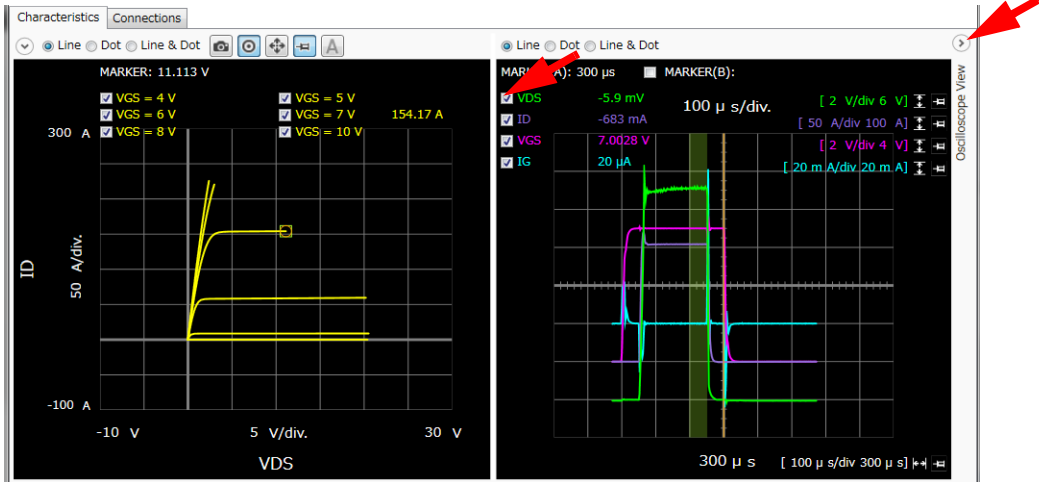 Characteristics Connections
Line Dot Line & Dot A
MARKER: 11.113 V
VGS = 4 V VGS = 5 V
VGS = 6 V VGS = 7 V 154.17 A
VGS = 8 V VGS = 10 V
300 A
ID
50 A/div.
-100 A
-10 V 5 V/div. 30 V
VDS
Line Dot Line & Dot
A): 300 µs MARKER(B):
VDS -5.9 mV 100 µ s/div. [ 2 V/div 6 V]
ID -683 mA [ 50 A/div 100 A]
VGS 7.0028 V [ 2 V/div 4 V]
IG 20 µA [ 20 m A/div 20 m A]
300 µ s [ 100 µ s/div 300 µ s]
Oscilloscope View